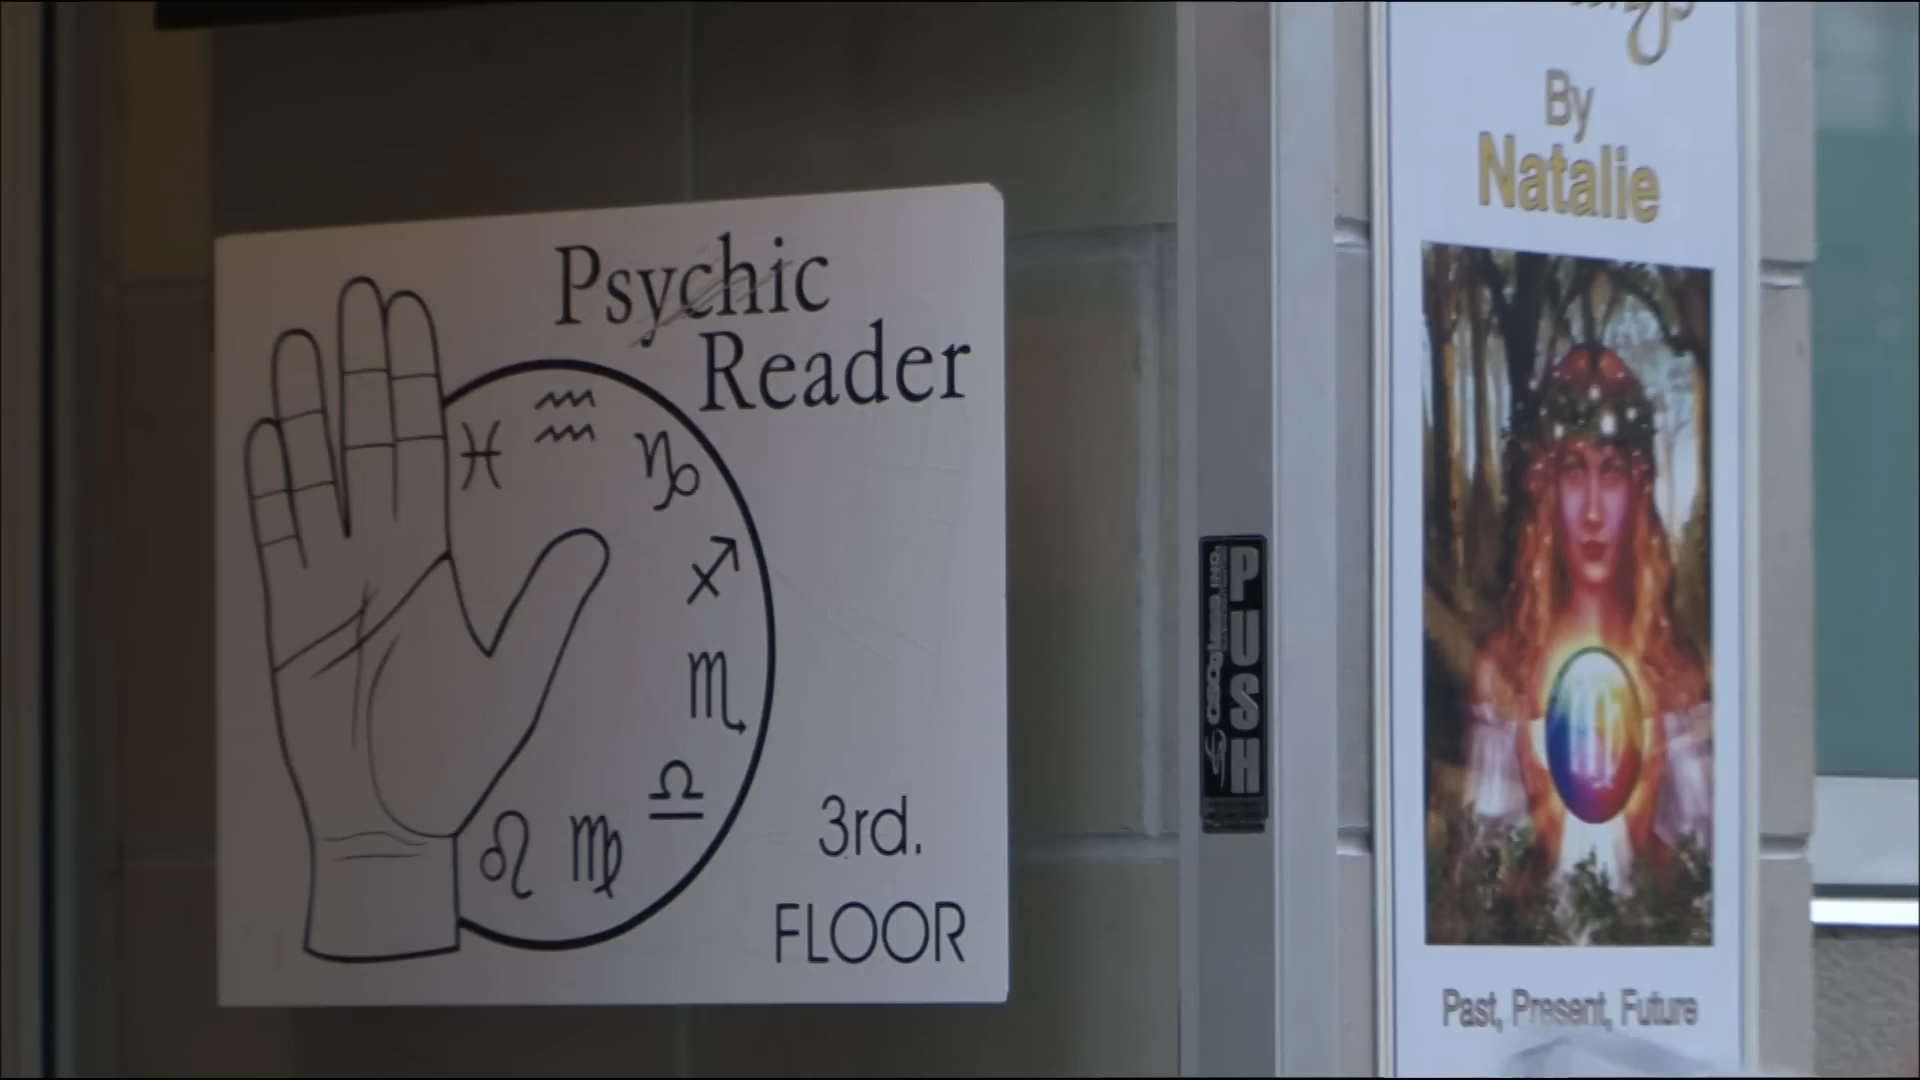 Psychic
Reader
3rd.
FLOOR
PUSH
By
Natalie
Past, Present, Future